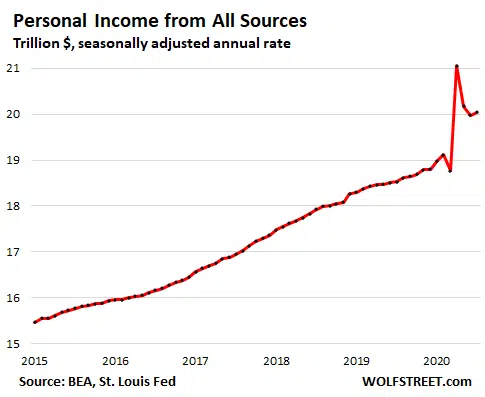 Personal Income from All Sources
Trillion $, seasonally adjusted annual rate
21
20
19
18
17
16
15
2015 2016 2017 2018 2019 2020
Source: BEA, St. Louis Fed WOLFSTREET.com